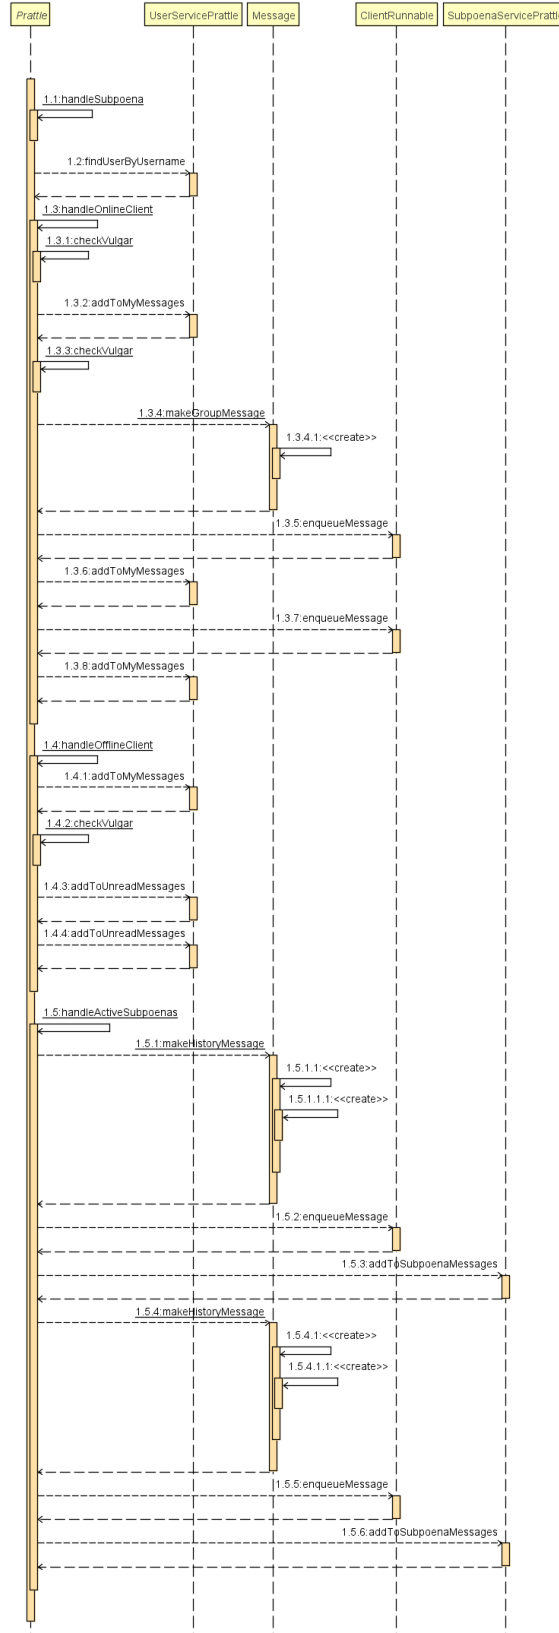 Prattle UserServicePrattle Message ClientRunnable SubpoenaServicePrattle
1.1:handleSubpoena
1.2:findUserByUsername
1.3:handleOnlineClient
1.3.1:checkVulgar
1.3.2:addToMyMessages
1.3.3:checkVulgar
1.3.4:makeGroupMessage
1.3.4.1:<<create>>
1.3.5:enqueueMessage
1.3.6:addToMyMessages
1.3.7:enqueueMessage
1.3.8:addToMyMessages
1.4:handleOfflineClient
1.4.1:addToMyMessages
1.4.2:checkVulgar
1.4.3:addToUnreadMessages
1.4.4:addToUnreadMessages
1.5:handleActiveSubpoenas
1.5.1:makeHistoryMessage
1.5.1.1:<<create>>
1.5.1.1.1:<<create>>
1.5.2:enqueueMessage
1.5.3:addToSubpoenaMessages
1.5.4:makeHistoryMessage
1.5.4.1:<<create>>
1.5.4.1.1:<<create>>
1.5.5:enqueueMessage
1.5.6:addToSubpoenaMessages